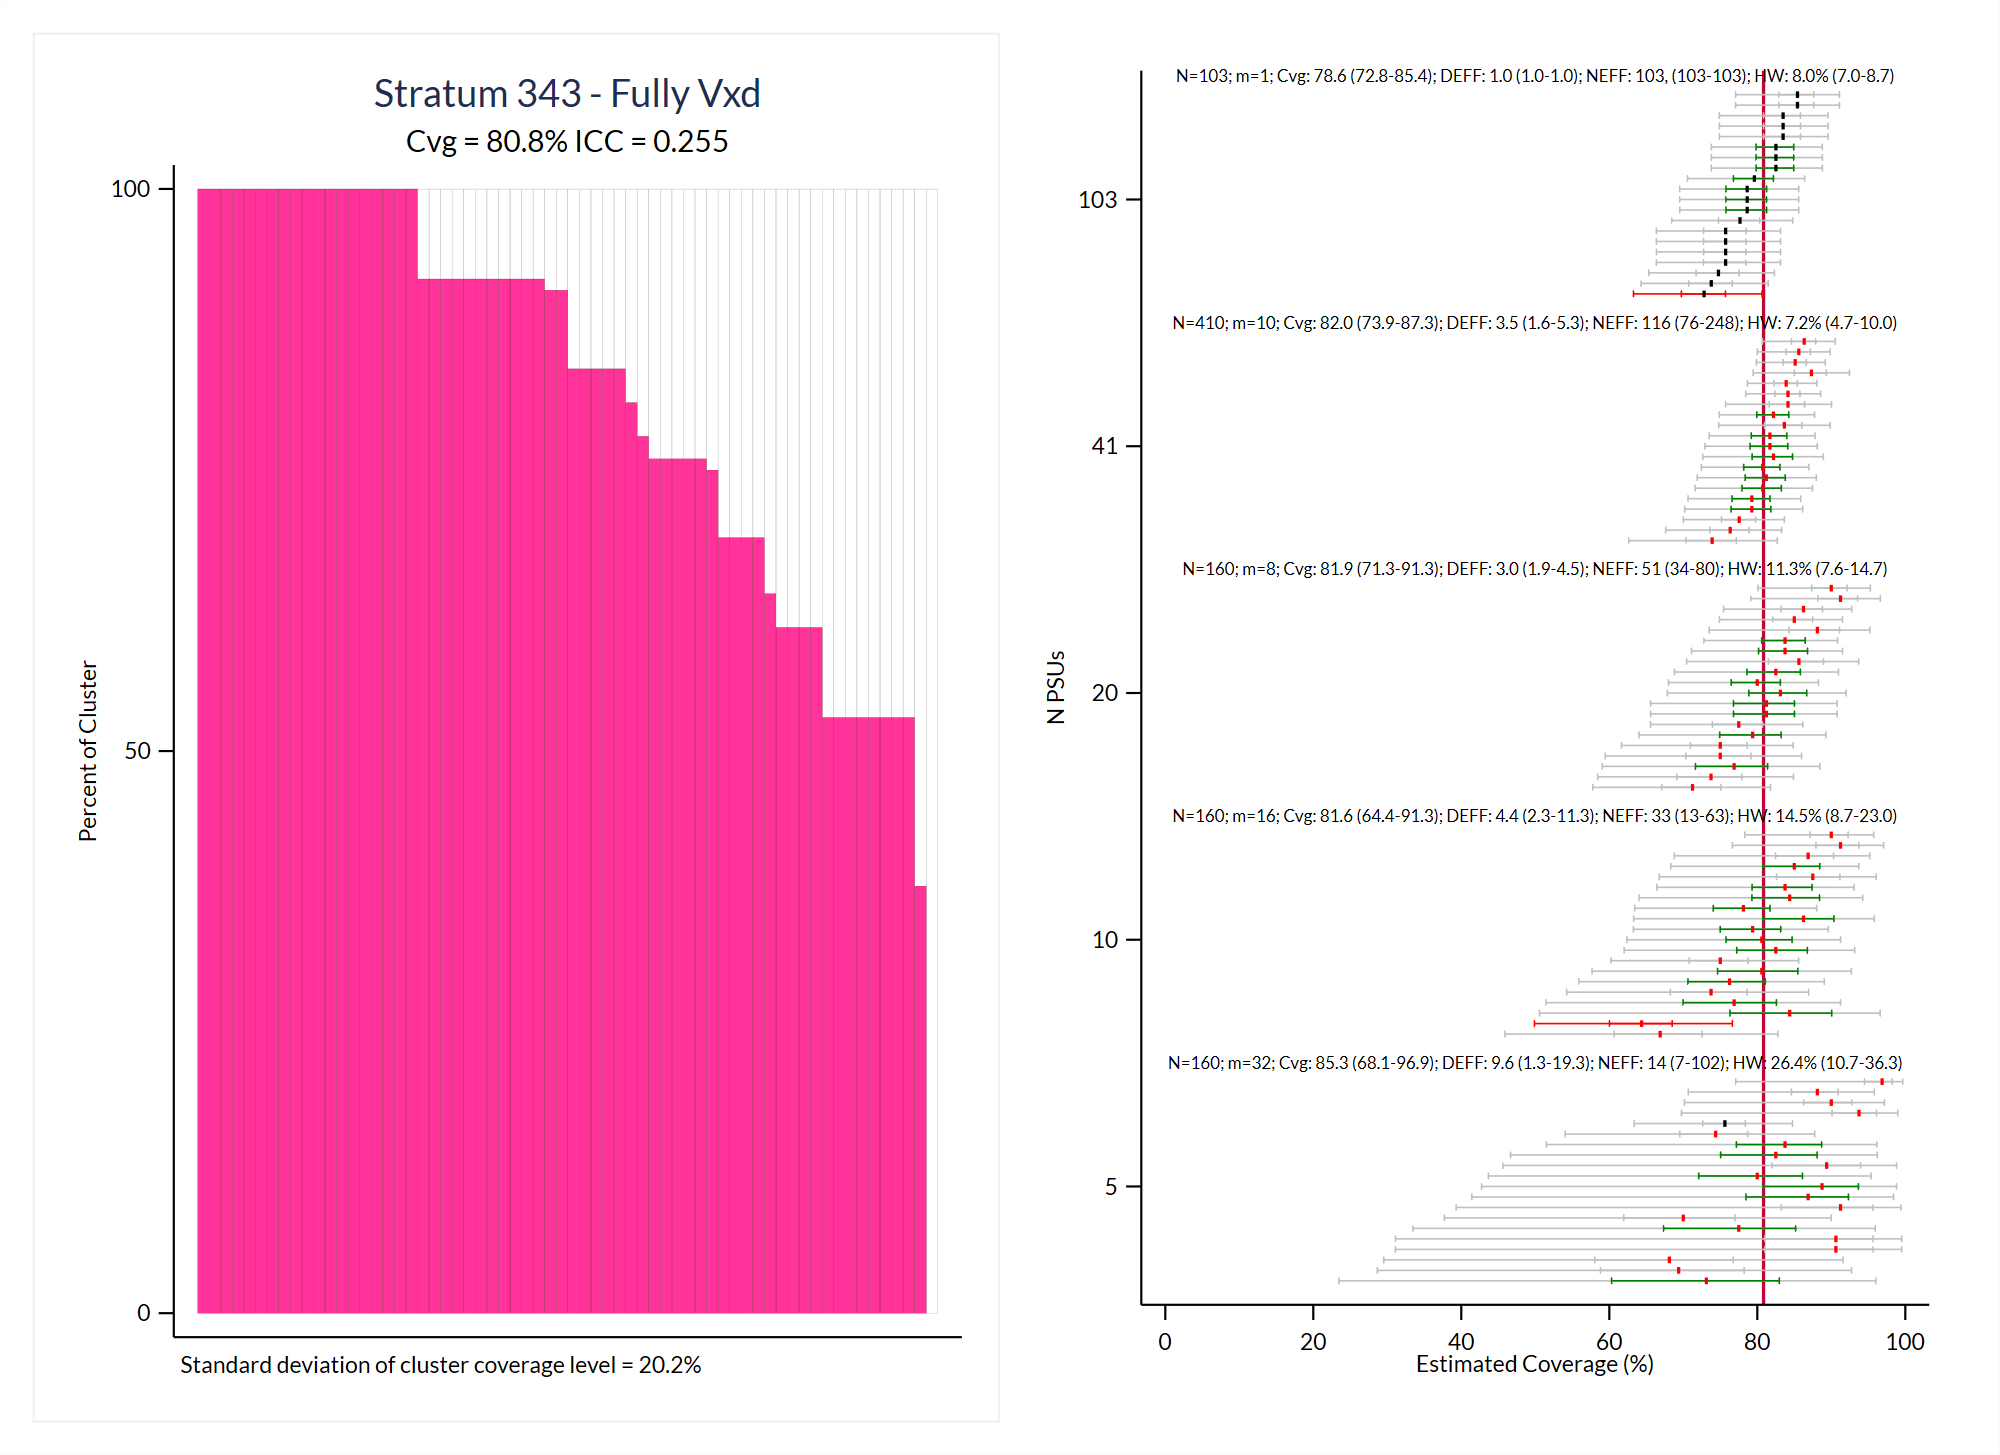 Stratum 343 - Fully Vxd
Cvg = 80.8% ICC = 0.255
100
50
0
Percent of Cluster
Standard deviation of cluster coverage level = 20.2%
N=103; m=1; Cvg: 78.6 (72.8-85.4); DEFF: 1.0 (1.0-1.0); NEFF: 103, (103-103); HW: 8.0% (7.0-8.7)
103
N=410; m=10; Cvg: 82.0 (73.9-87.3); DEFF: 3.5 (1.6-5.3); NEFF: 116 (76-248); HW: 7.2% (4.7-10.0)
41
N=160; m=8; Cvg: 81.9 (71.3-91.3); DEFF: 3.0 (1.9-4.5); NEFF: 51 (34-80); HW: 11.3% (7.6-14.7)
20
N PSUs
N=160; m=16; Cvg: 81.6 (64.4-91.3); DEFF: 4.4 (2.3-11.3); NEFF: 33 (13-63); HW: 14.5% (8.7-23.0)
10
N=160; m=32; Cvg: 85.3 (68.1-96.9); DEFF: 9.6 (1.3-19.3); NEFF: 14 (7-102); HW: 26.4% (10.7-36.3)
5
0 20 40 60 80 100
Estimated Coverage (%)